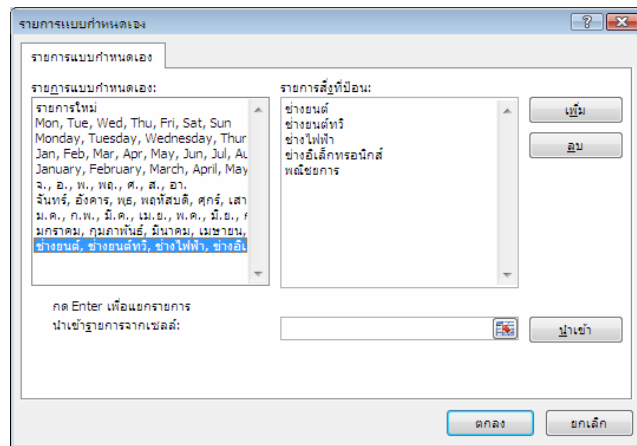 รายการแบบกำหนดเอง
รายการแบบกำหนดเอง
รายการแบบกำหนดเอง:
รายการใหม่
Mon, Tue, Wed, Thu, Fri, Sat, Sun
Monday, Tuesday, Wednesday, Thur
Jan, Feb, Mar, Apr, May, Jun, Jul, Au
January, February, March, April, May
จ., อ., พ., พฤ., ศ., ส., อา.
จันทร์, อังคาร, พุธ, พฤหัสบดี, ศุกร์, เสา
ม.ค., ก.พ., มี.ค., เม.ย., พ.ค., มิ.ย., ก
มกราคม, กุมภาพันธ์, มีนาคม, เมษายน,
ช่างยนต์, ช่างยนต์ทวิ, ช่างไฟฟ้า, ช่างอิเ
รายการสิ่งที่ป้อน:
ช่างยนต์
ช่างยนต์ทวิ
ช่างไฟฟ้า
ช่างอิเล็กทรอนิกส์
พณิชยการ
เพิ่ม
ลบ
กด Enter เพื่อแยกรายการ
นำเข้ารายการจากเซลล์:
นำเข้า
ตกลง
ยกเลิก